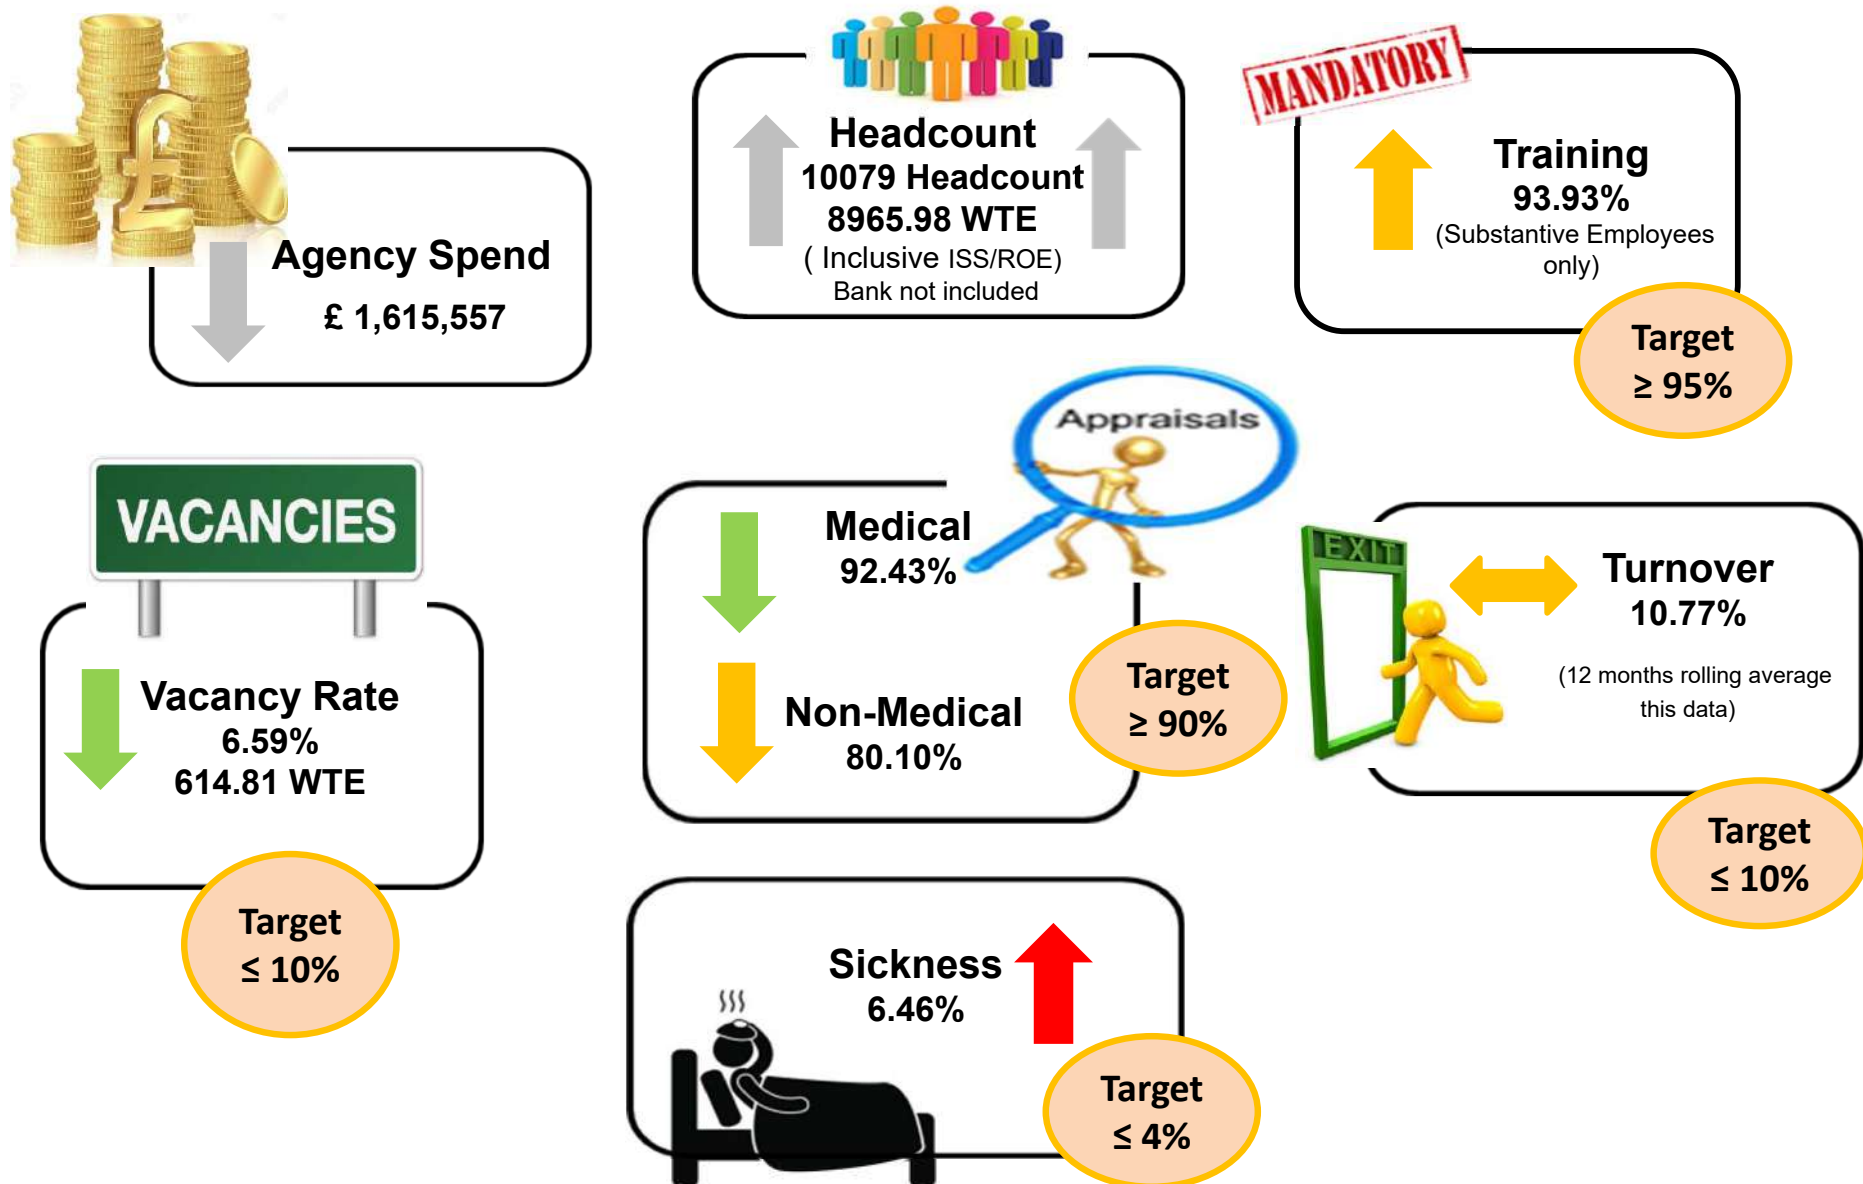 Agency Spend
£ 1,615,557
Headcount
10079 Headcount
8965.98 WTE
( Inclusive ISS/ROE)
Bank not included
MANDATORY
Training
93.93%
(Substantive Employees
only)
Target
≥ 95%
VACANCIES
Vacancy Rate
6.59%
614.81 WTE
Target
≤ 10%
Appraisals
Medical
92.43%
Non-Medical
80.10%
Target
≥ 90%
EXIT
Turnover
10.77%
(12 months rolling average
this data)
Target
≤ 10%
Sickness
6.46%
Target
≤ 4%